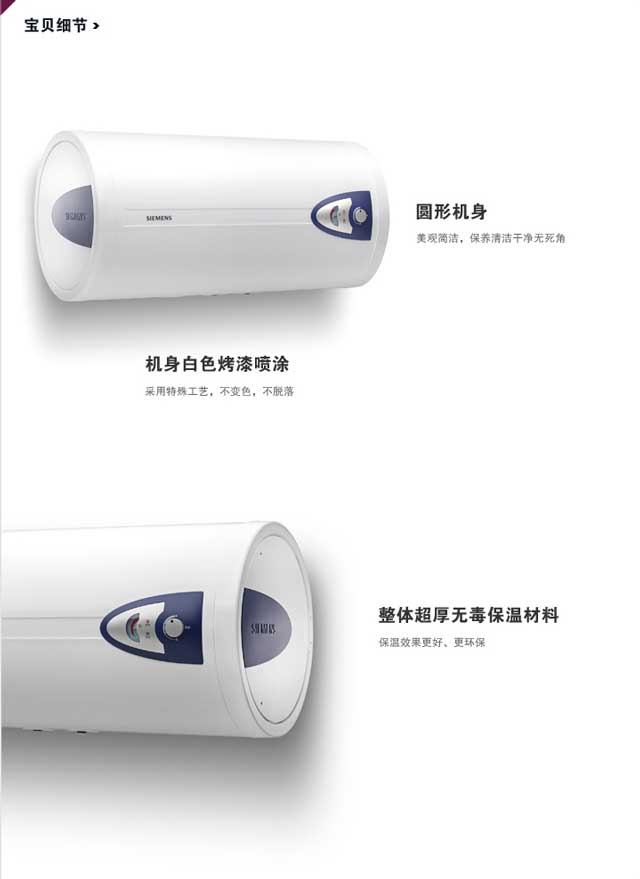 宝贝细节 >
SIEMENS
SIEMENS
圆形机身
美观简洁，保养清洁干净无死角
机身白色烤漆喷涂
采用特殊工艺，不变色，不脱落
SIEMENS
整体超厚无毒保温材料
保温效果更好、更环保